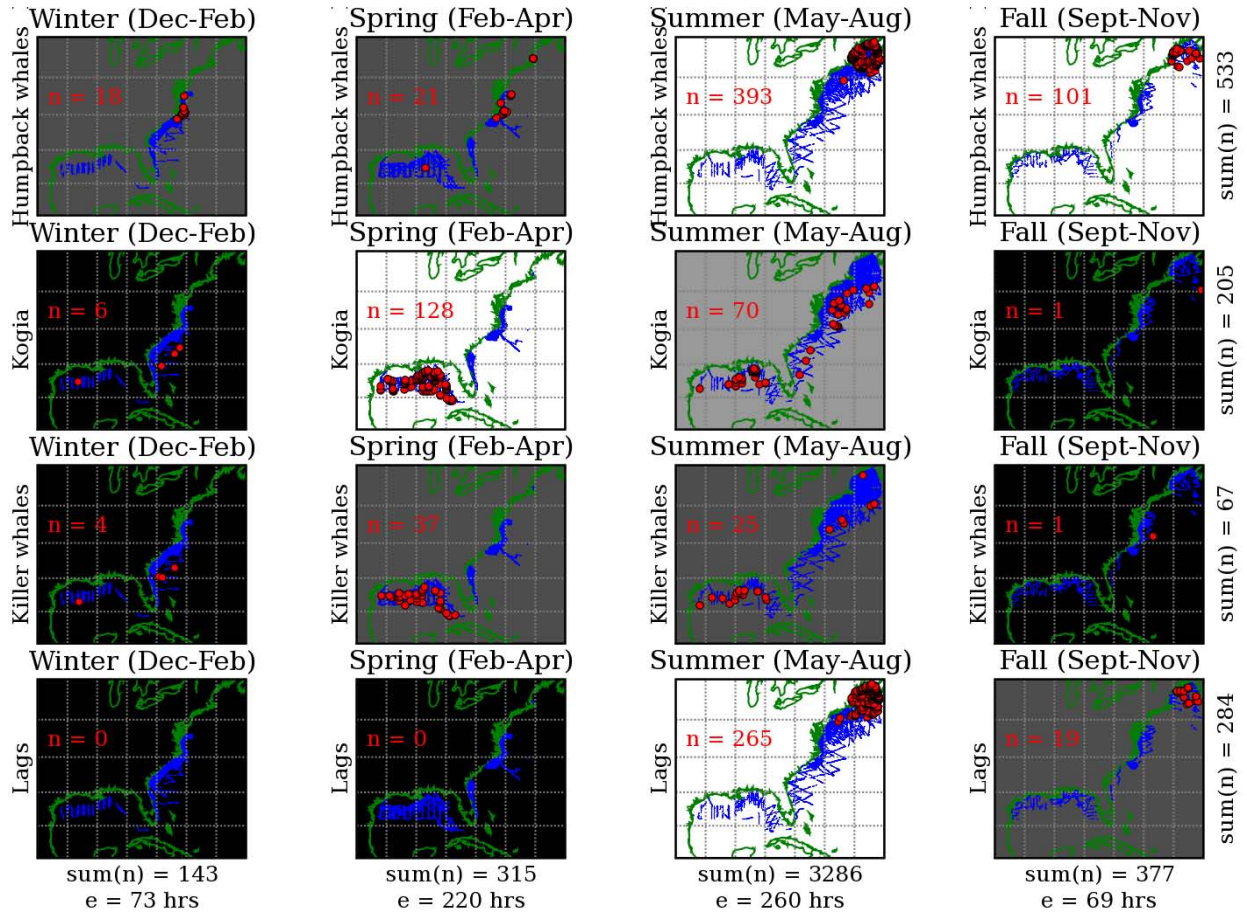 Winter (Dec-Feb)
Spring (Feb-Apr)
Summer (May-Aug)
Fall (Sept-Nov)
Humpback whales
n = 18
Humpback whales
n = 21
Humpback whales
n = 393
Humpback whales
n = 101
sum(n) = 533
Winter (Dec-Feb)
Spring (Feb-Apr)
Summer (May-Aug)
Fall (Sept-Nov)
Kogia
n = 6
Kogia
n = 128
Kogia
n = 70
Kogia
n = 1
sum(n) = 205
Winter (Dec-Feb)
Spring (Feb-Apr)
Summer (May-Aug)
Fall (Sept-Nov)
Killer whales
n = 4
Killer whales
n = 37
Killer whales
n = 25
Killer whales
n = 1
sum(n) = 67
Winter (Dec-Feb)
Spring (Feb-Apr)
Summer (May-Aug)
Fall (Sept-Nov)
Lags
n = 0
Lags
n = 0
Lags
n = 265
Lags
n = 19
sum(n) = 284
sum(n) = 143
e = 73 hrs
sum(n) = 315
e = 220 hrs
sum(n) = 3286
e = 260 hrs
sum(n) = 377
e = 69 hrs